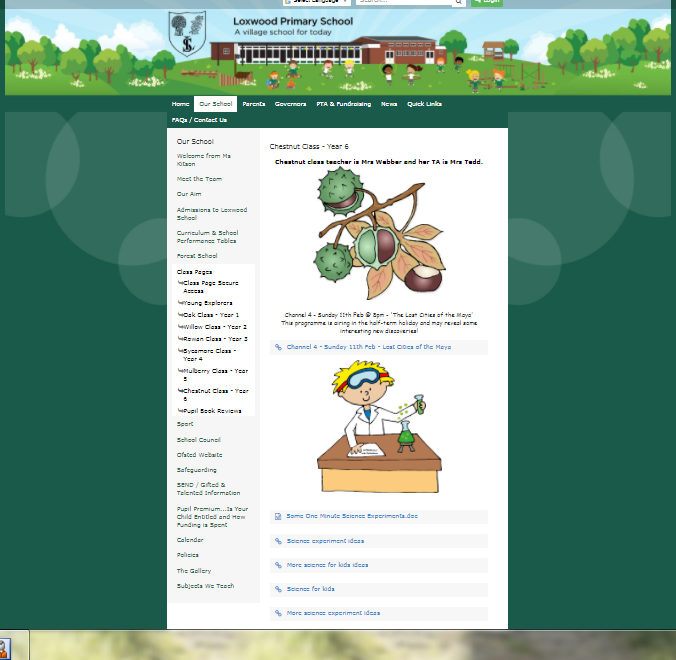 Select Language
Search...
Login
Loxwood Primary School
A village school for today
Home Our School Parents Governors PTA & Fundraising News Quick Links
FAQs / Contact Us
Our School
Welcome from Ms
Kitson
Meet the Team
Our Aim
Admissions to Loxwood
School
Curriculum & School
Performance Tables
Forest School
Class Pages
Class Page Secure
Access
Young Explorers
Oak Class - Year 1
Willow Class - Year 2
Rowan Class - Year 3
Sycamore Class -
Year 4
Mulberry Class - Year
5
Chestnut Class - Year
6
Pupil Book Reviews
Sport
School Council
Ofsted Website
Safeguarding
SEND / Gifted &
Talented Information
Pupil Premium...Is Your
Child Entitled and How
Funding is Spent
Calendar
Policies
The Gallery
Subjects We Teach
Chestnut Class - Year 6
Chestnut class teacher is Mrs Webber and her TA is Mrs Tedd.
Channel 4 - Sunday 11th Feb @ 8pm - 'The Lost Cities of the Maya'
This programme is airing in the half-term holiday and may reveal some
interesting new discoveries!
Channel 4 - Sunday 11th Feb - Lost Cities of the Maya
Some One Minute Science Experiments.doc
Science experiment ideas
More science for kids ideas
Science for kids
More science experiment ideas